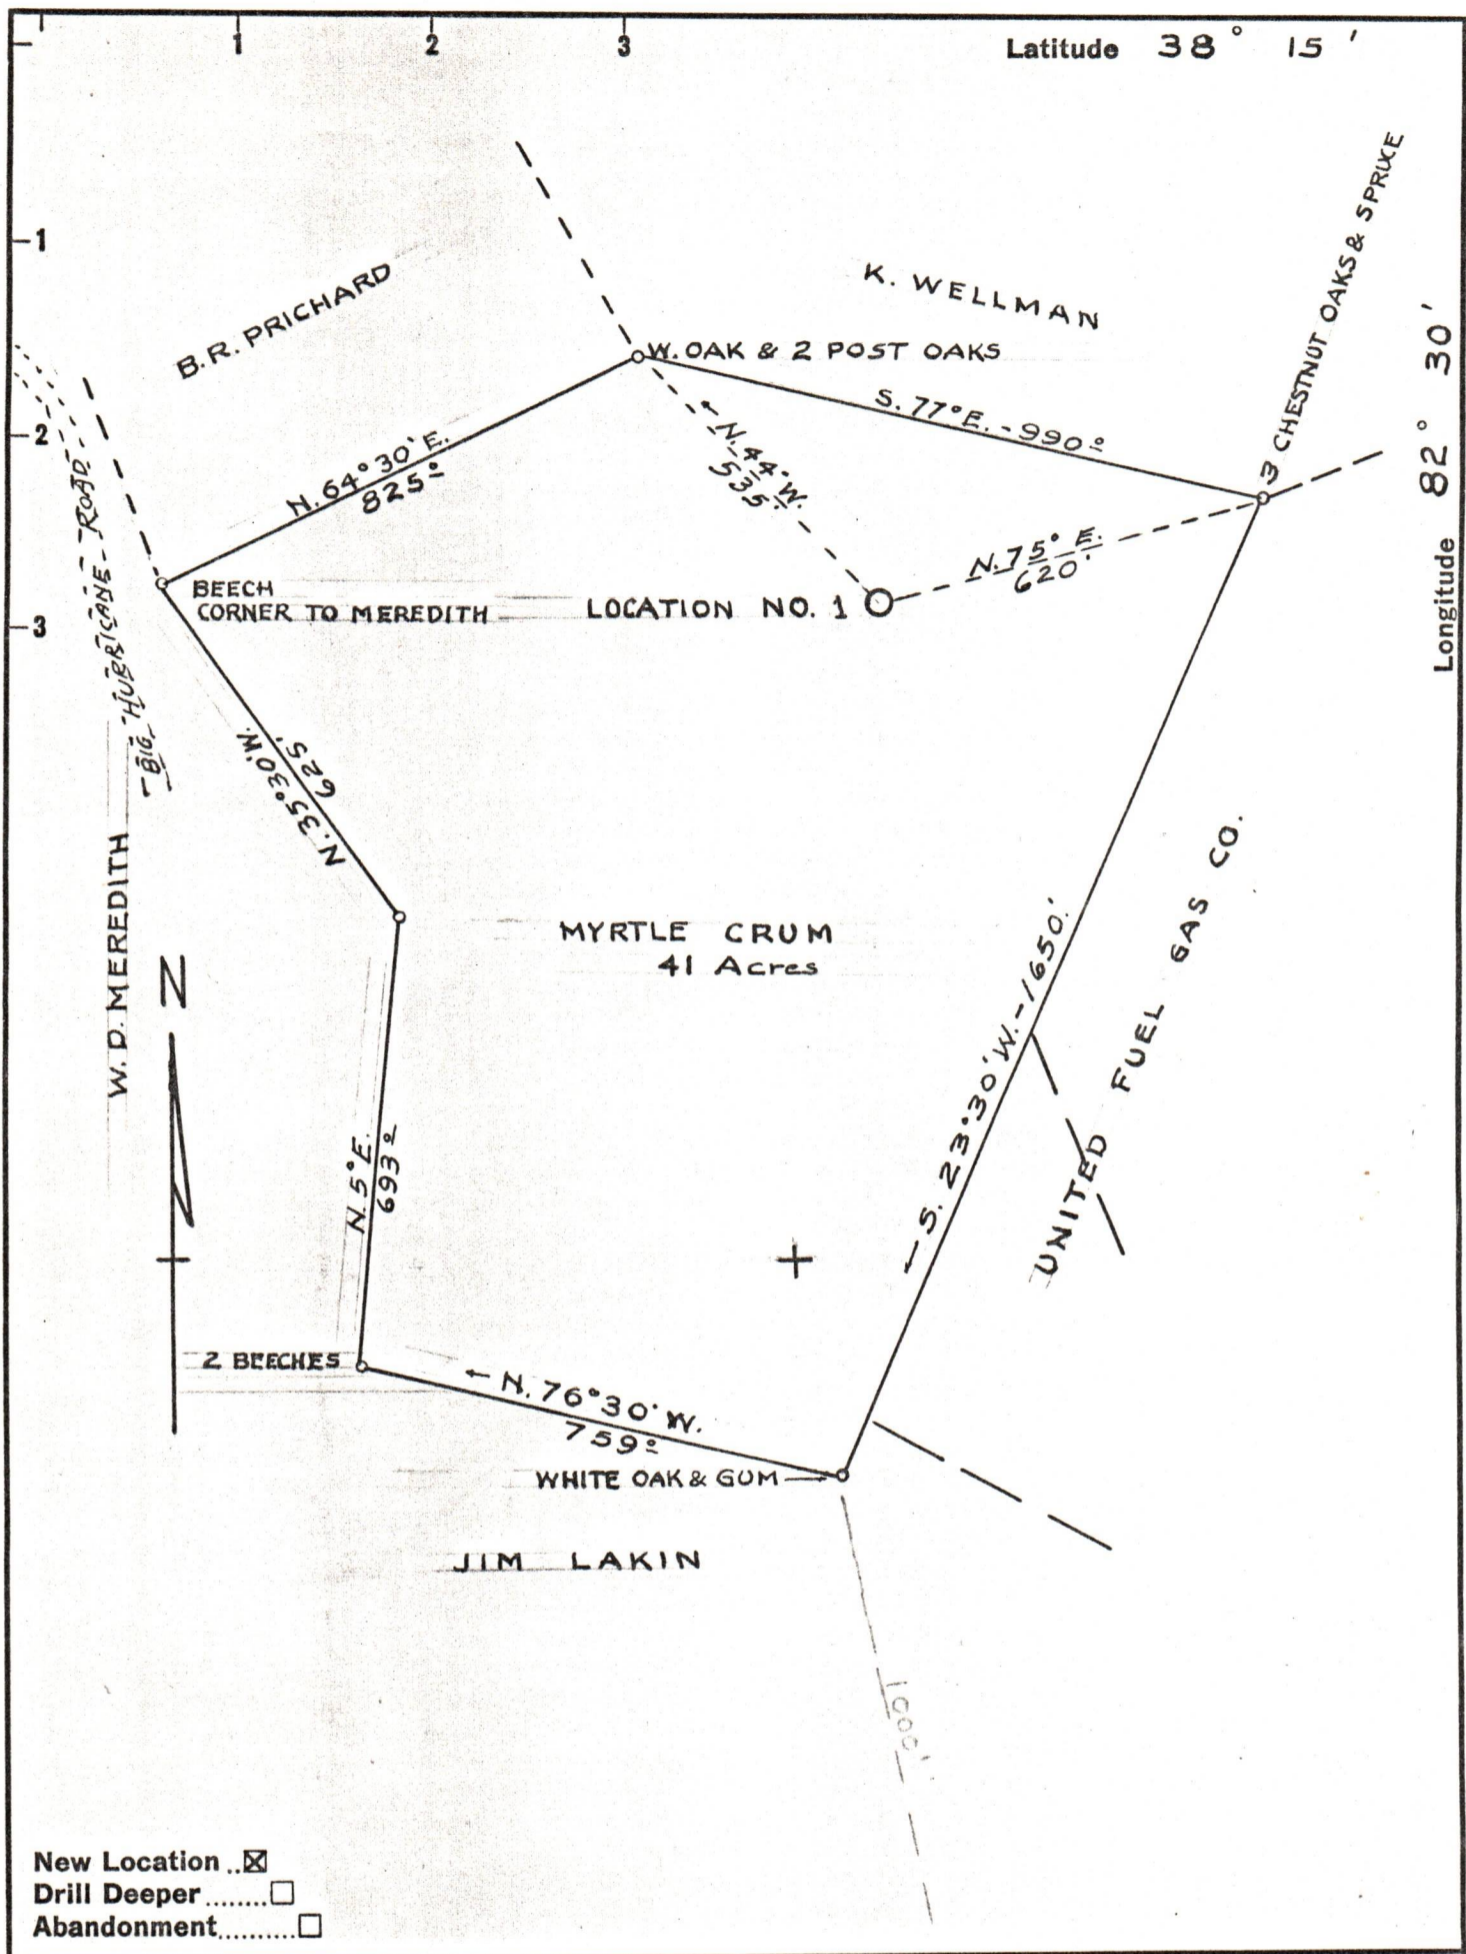 1 2 3
Latitude 38° 15'
1
2
3
Longitude 82° 30'
B.R. PRICHARD
K. WELLMAN
3 CHESTNUT OAKS & SPRUCE
W. OAK & 2 POST OAKS
S. 77°E. - 990°
N. 64°30' E.
825°
N. 44° W.
535'
N. 75° E.
620'
BEECH
CORNER TO MEREDITH
LOCATION NO. 1
BIG HURRICANE ROAD
N. 35°30' W.
625'
W. D. MEREDITH
MYRTLE CRUM
41 Acres
N
S. 23°30' W. - 1650.'
UNITED FUEL GAS CO.
N. 5° E.
693°
2 BEECHES
N. 76°30' W.
759°
WHITE OAK & GUM
JIM LAKIN
1000'
New Location ..☒
Drill Deeper ........☐
Abandonment..........☐